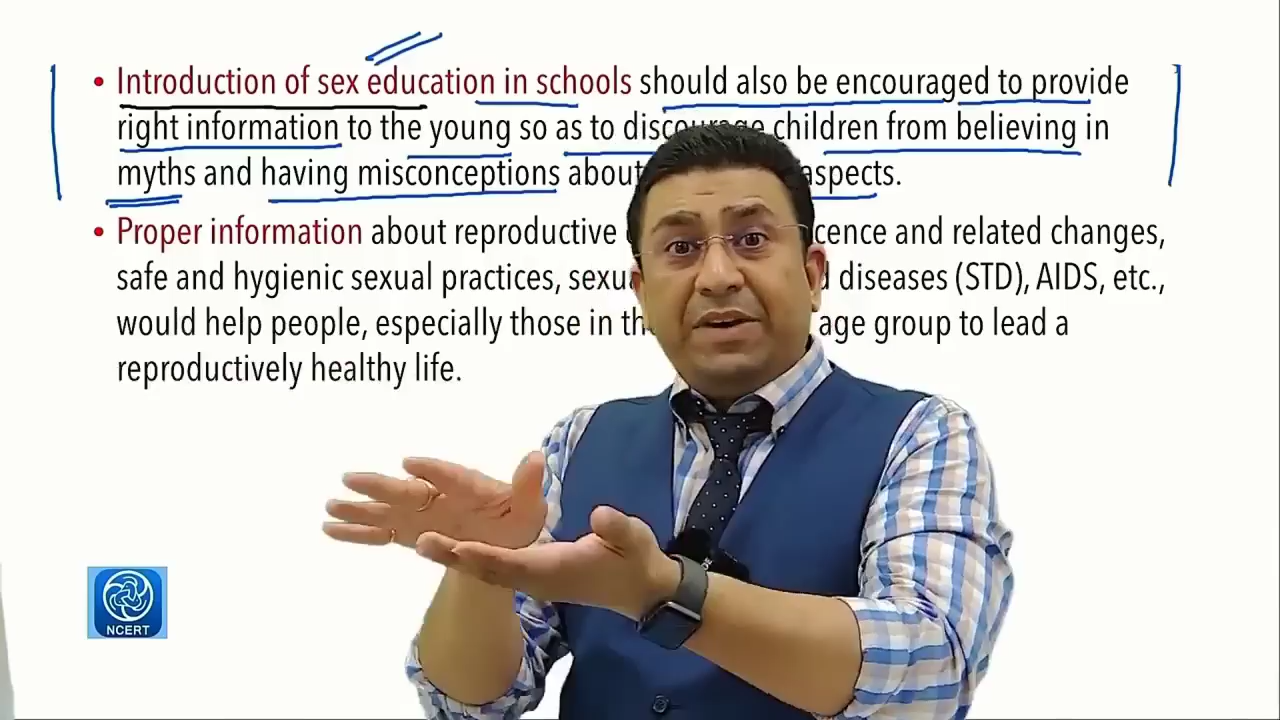 • Introduction of sex education in schools should also be encouraged to provide
right information to the young so as to discourage children from believing in
myths and having misconceptions about aspects.
• Proper information about reproductive cence and related changes,
safe and hygienic sexual practices, sexu d diseases (STD), AIDS, etc.,
would help people, especially those in th age group to lead a
reproductively healthy life.
NCERT